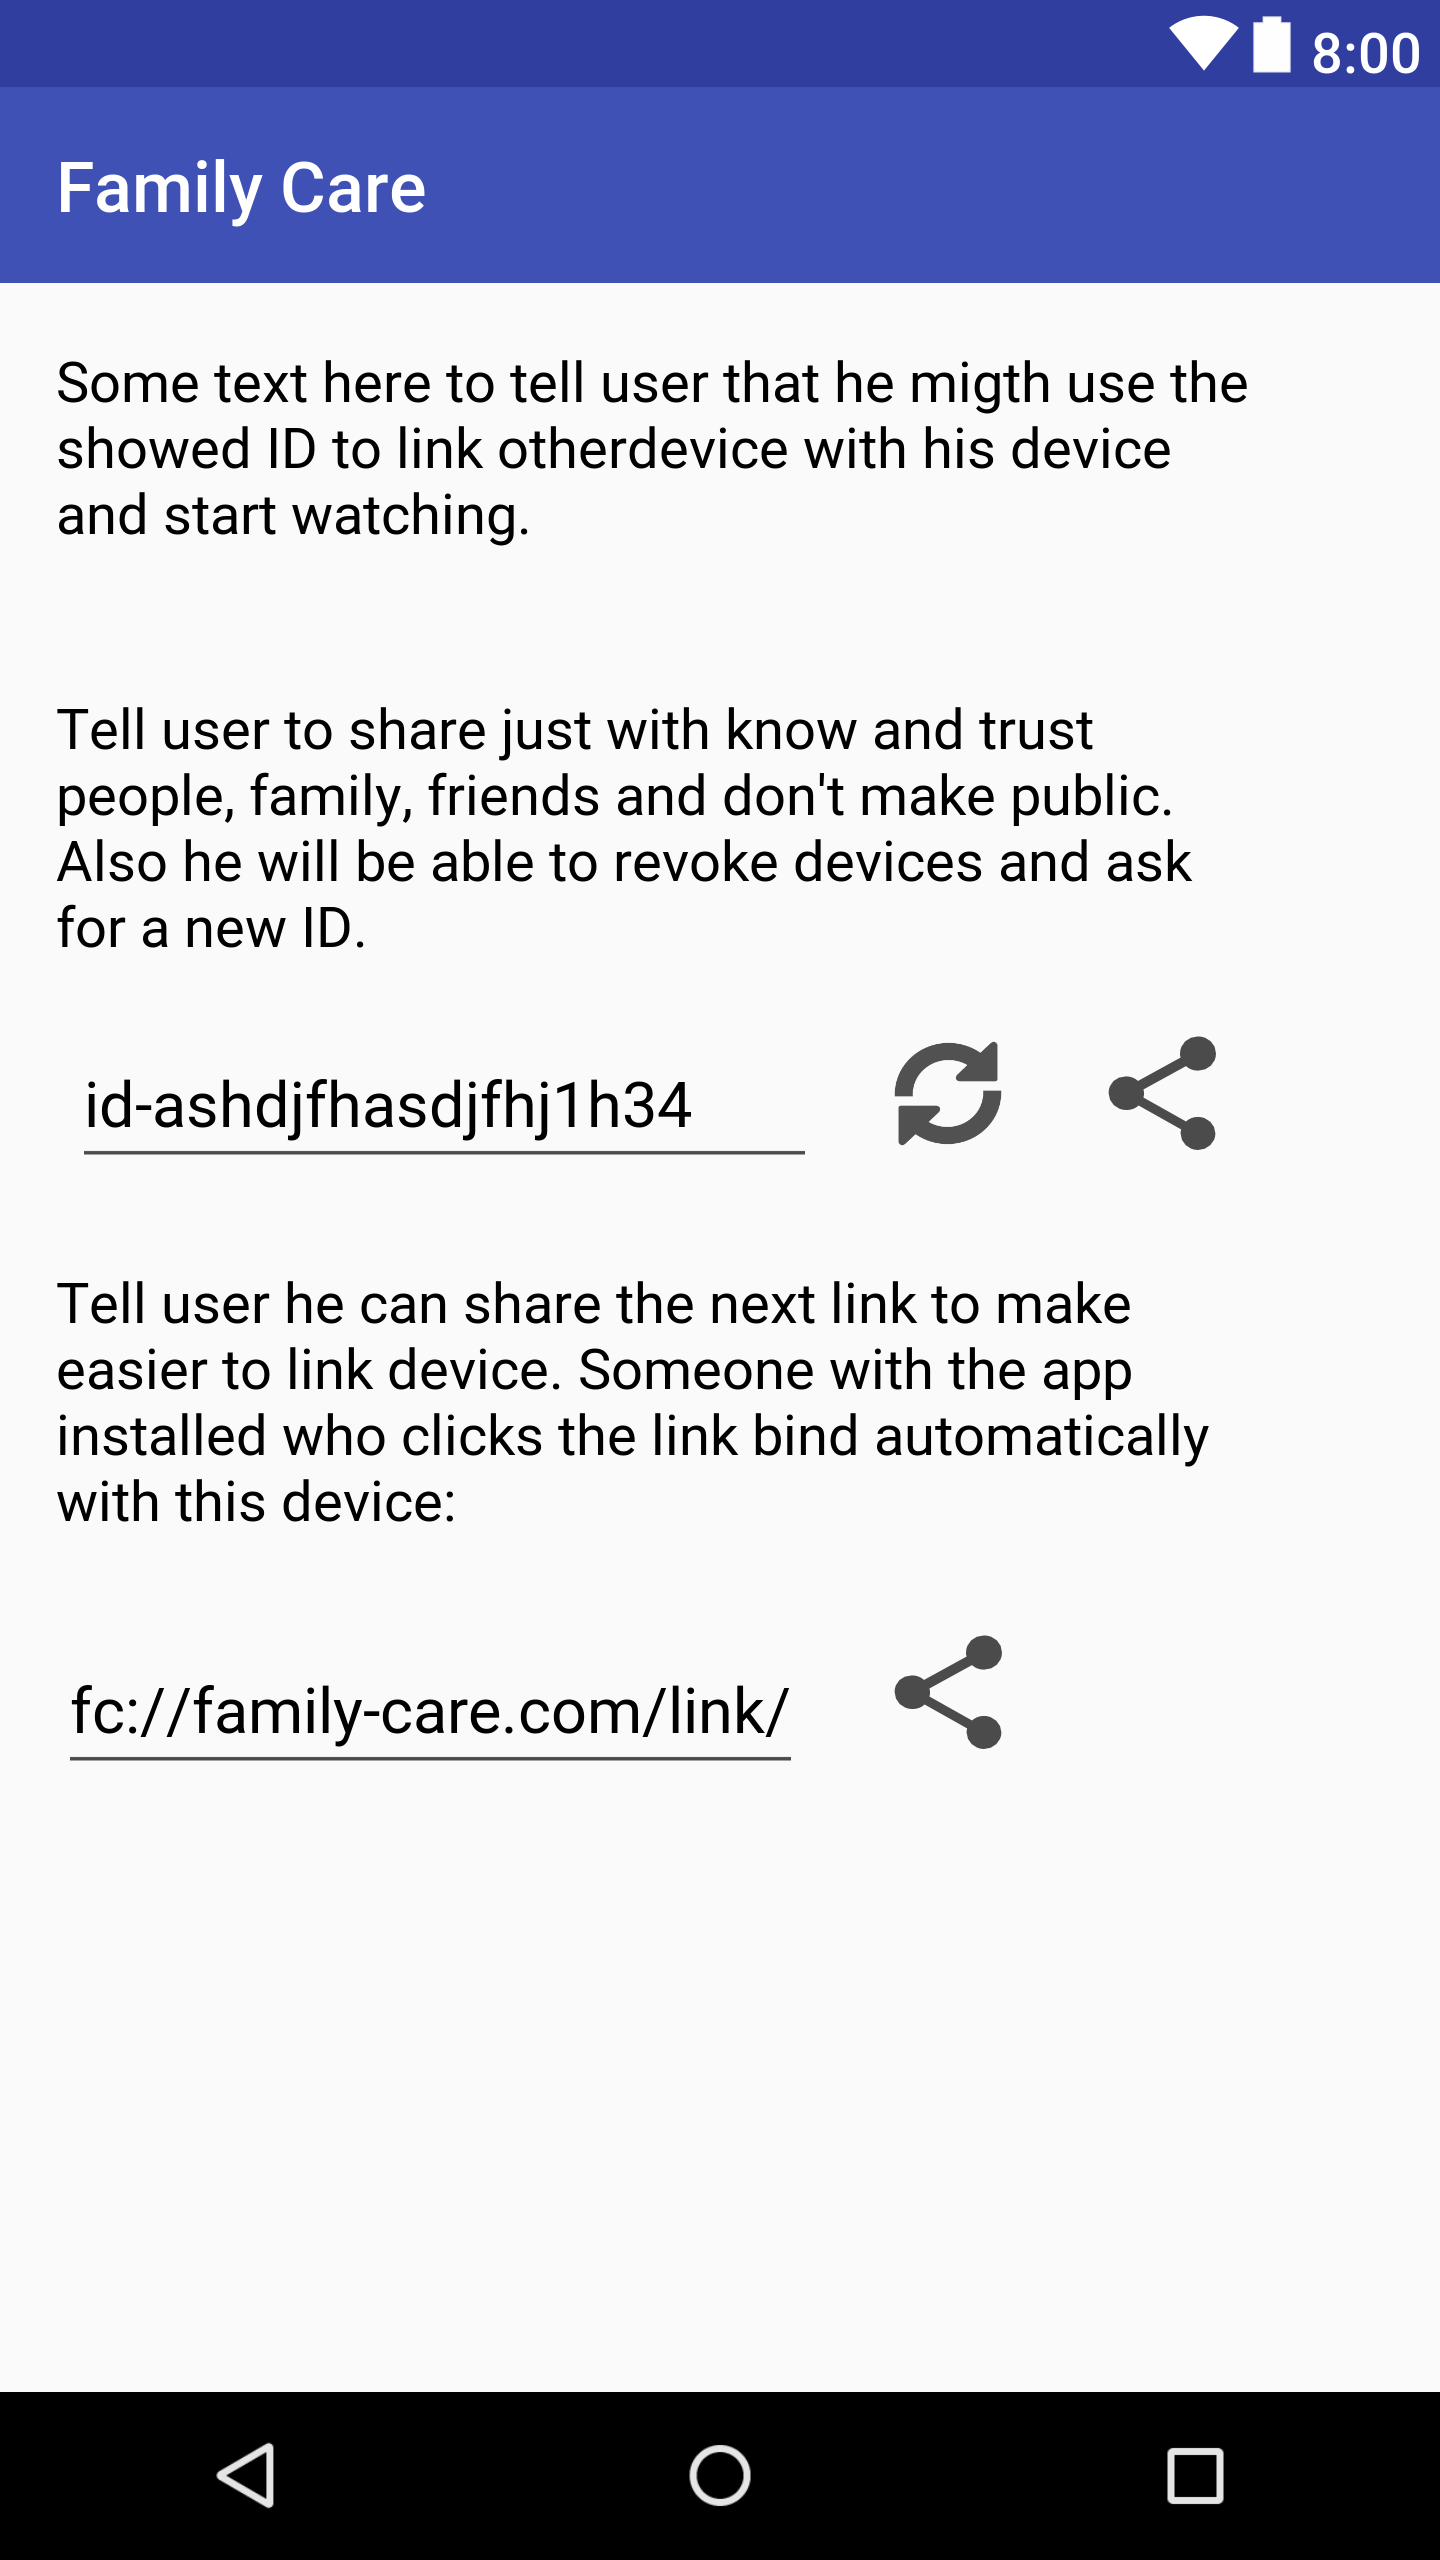 8:00
Family Care
Some text here to tell user that he migth use the
showed ID to link otherdevice with his device
and start watching.
Tell user to share just with know and trust
people, family, friends and don't make public.
Also he will be able to revoke devices and ask
for a new ID.
id-ashdjfhasdjfhj1h34
Tell user he can share the next link to make
easier to link device. Someone with the app
installed who clicks the link bind automatically
with this device:
fc://family-care.com/link/